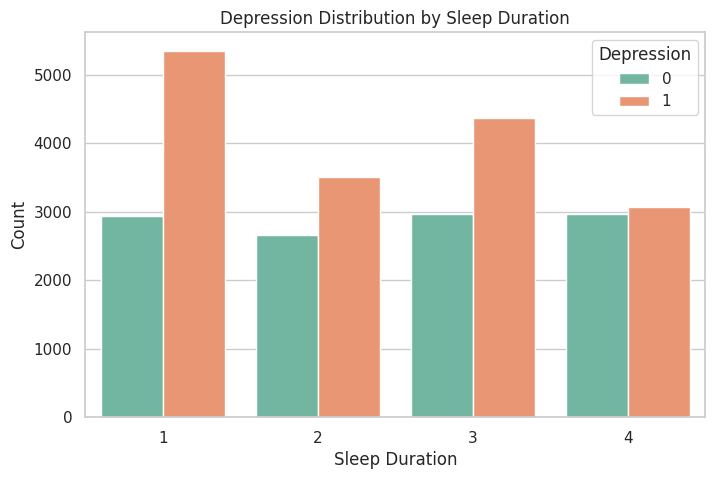 Depression Distribution by Sleep Duration
Depression
0
1
5000
4000
3000
2000
1000
0
Count
1 2 3 4
Sleep Duration